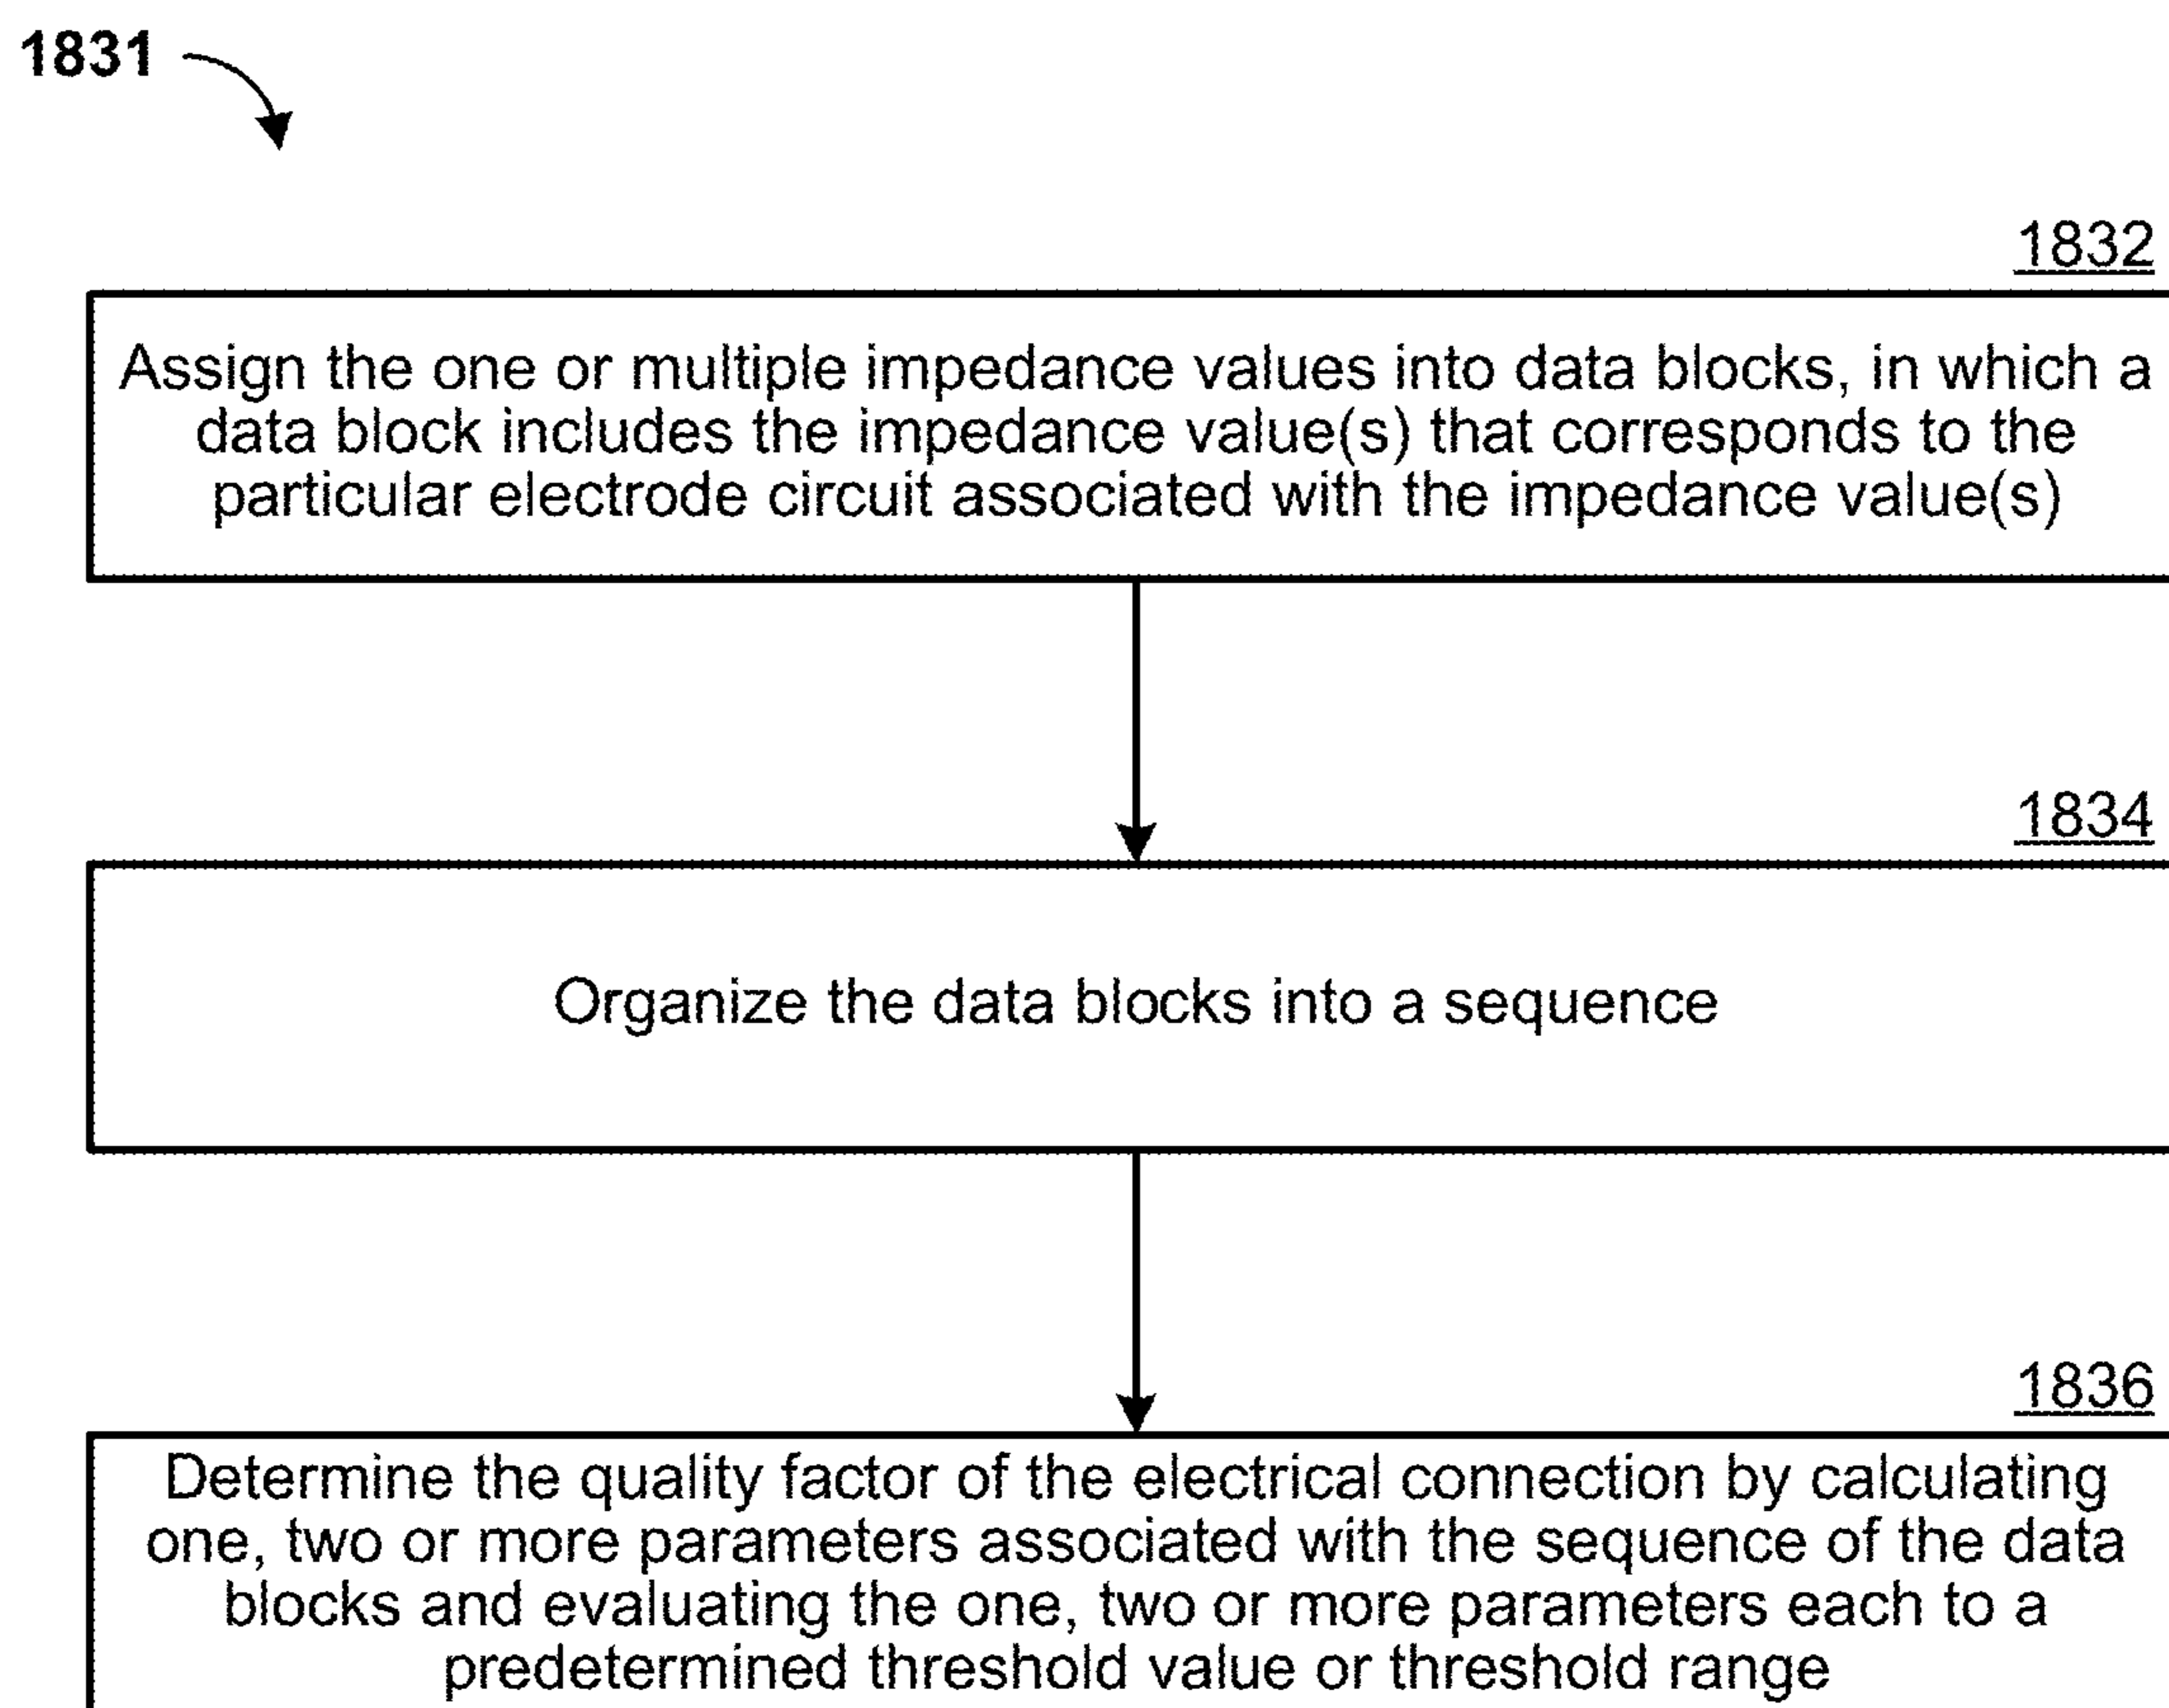 1831
1832
Assign the one or multiple impedance values into data blocks, in which a
data block includes the impedance value(s) that corresponds to the
particular electrode circuit associated with the impedance value(s)
1834
Organize the data blocks into a sequence
1836
Determine the quality factor of the electrical connection by calculating
one, two or more parameters associated with the sequence of the data
blocks and evaluating the one, two or more parameters each to a
predetermined threshold value or threshold range